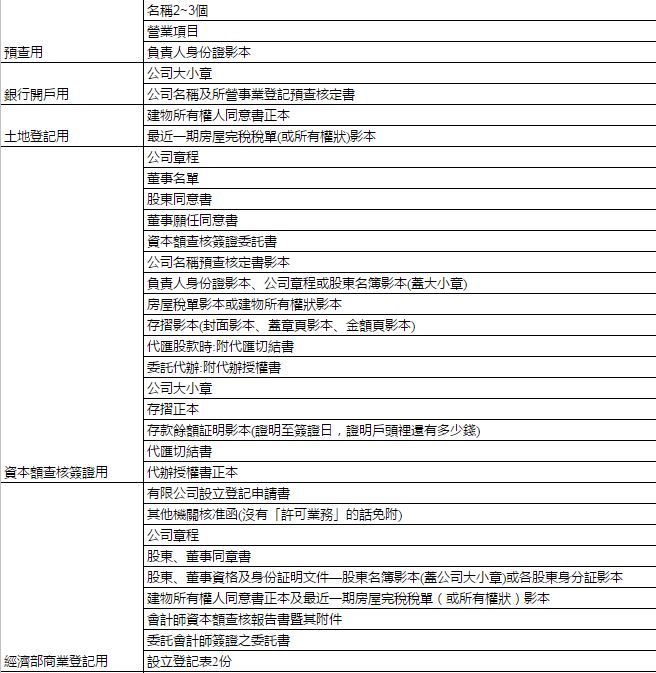 名稱2~3個
營業項目
預查用 負責人身份證影本
公司大小章
銀行開戶用 公司名稱及所營事業登記預查核定書
建物所有權人同意書正本
土地登記用 最近一期房屋完稅稅單(或所有權狀)影本
公司章程
董事名單
股東同意書
董事願任同意書
資本額查核簽證委託書
公司名稱預查核定書影本
負責人身份證影本、公司章程或股東名簿影本(蓋大小章)
房屋稅單影本或建物所有權狀影本
存摺影本(封面影本、蓋章頁影本、金額頁影本)
代匯股款時:附代匯切結書
委託代辦:附代辦授權書
公司大小章
存摺正本
存款餘額証明影本(證明至簽證日，證明戶頭裡還有多少錢)
代匯切結書
資本額查核簽證用 代辦授權書正本
有限公司設立登記申請書
其他機關核准函(沒有「許可業務」的話免附)
公司章程
股東、董事同意書
股東、董事資格及身份証明文件—股東名簿影本(蓋公司大小章)或各股東身分証影本
建物所有權人同意書正本及最近一期房屋完稅稅單（或所有權狀）影本
會計師資本額查核報告書暨其附件
委託會計師簽證之委託書
經濟部商業登記用 設立登記表2份